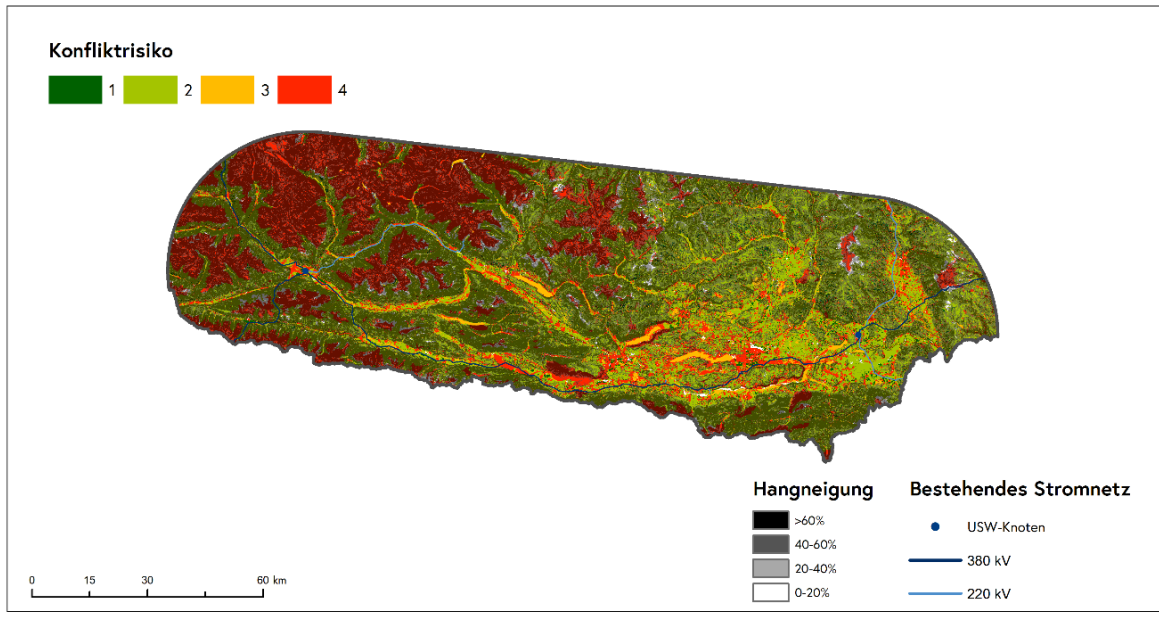 Konfliktrisiko
1 2 3 4
Hangneigung
>60%
40-60%
20-40%
0-20%
Bestehendes Stromnetz
USW-Knoten
380 kV
220 kV
0 15 30 60 km